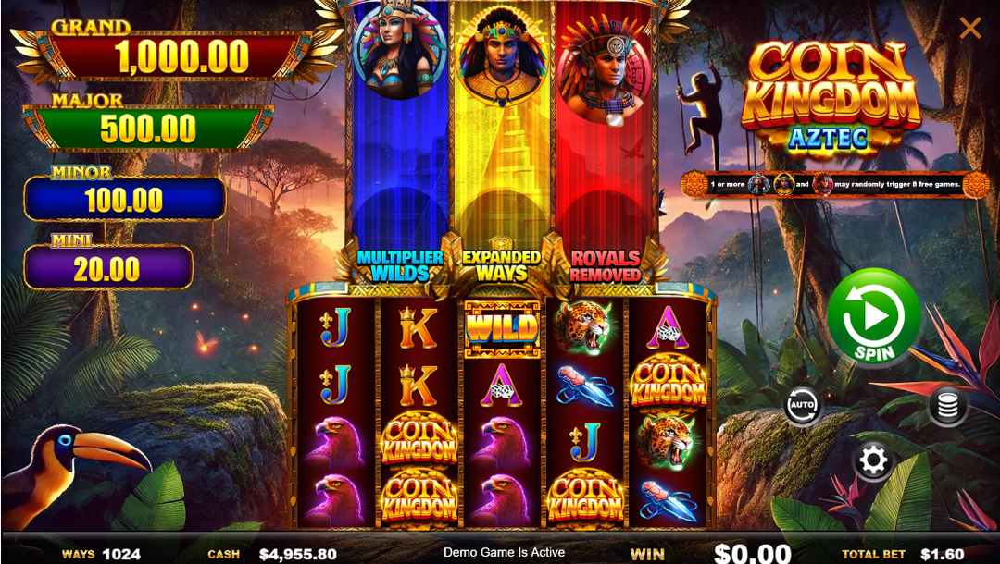 GRAND
1,000.00
MAJOR
500.00
MINOR
100.00
MINI
20.00
MULTIPLIER
WILDS
EXPANDED
WAYS
ROYALS
REMOVED
COIN
KINGDOM
AZTEC
1 or more and may randomly trigger 8 free games.
J K WILD A
J K A COIN
KINGDOM
COIN
KINGDOM
J
COIN
KINGDOM
COIN
KINGDOM
SPIN
AUTO
WAYS 1024 CASH $4,955.80 Demo Game Is Active WIN $0.00 TOTAL BET $1.60